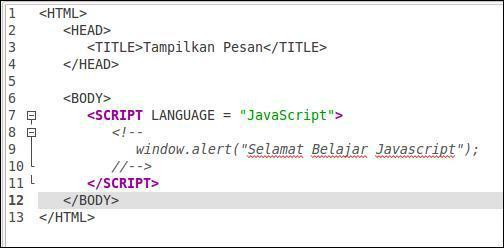 1 <HTML>
2    <HEAD>
3       <TITLE>Tampilkan Pesan</TITLE>
4    </HEAD>
5
6    <BODY>
7       <SCRIPT LANGUAGE = "JavaScript">
8          <!--
9             window.alert("Selamat Belajar Javascript");
10         //-->
11      </SCRIPT>
12   </BODY>
13 </HTML>